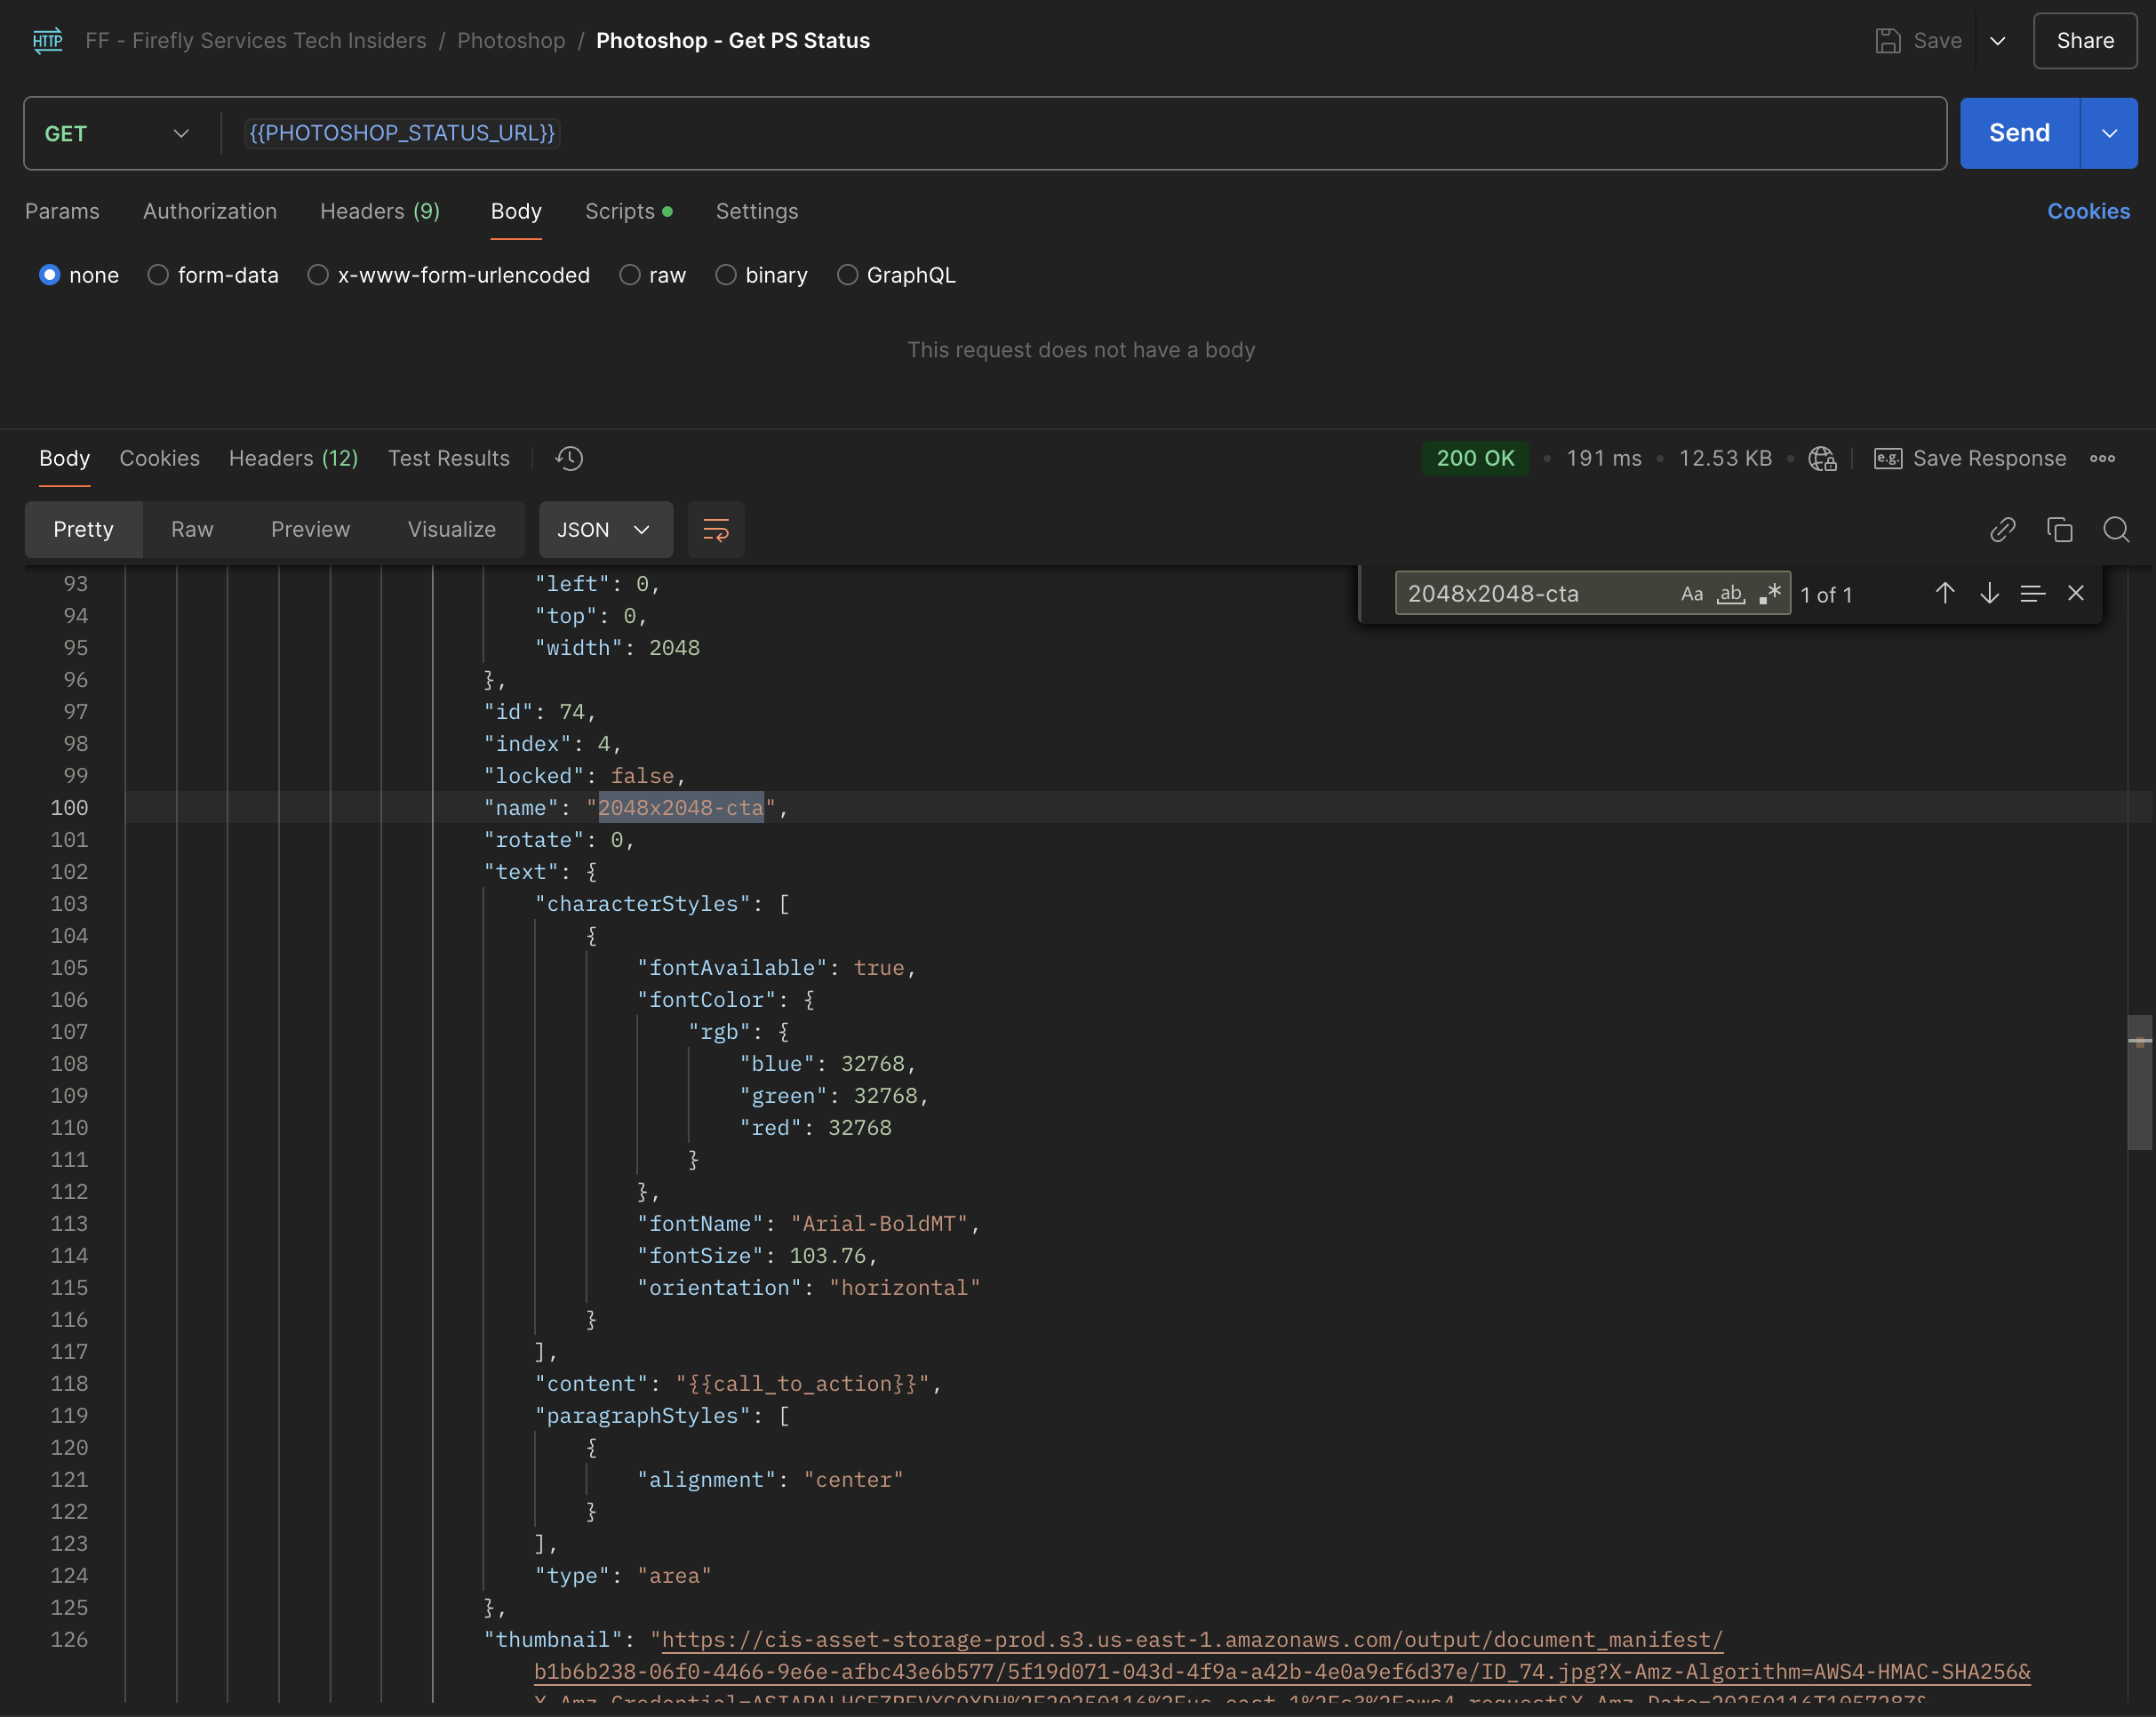 HTTP FF - Firefly Services Tech Insiders / Photoshop / Photoshop - Get PS Status Save Share
GET {{PHOTOSHOP_STATUS_URL}} Send
Params Authorization Headers (9) Body Scripts Settings Cookies
none form-data x-www-form-urlencoded raw binary GraphQL
This request does not have a body
Body Cookies Headers (12) Test Results 200 OK 191 ms 12.53 KB e.g. Save Response
Pretty Raw Preview Visualize JSON
2048x2048-cta Aa ab .* 1 of 1
93 "left": 0,
94 "top": 0,
95 "width": 2048
96 },
97 "id": 74,
98 "index": 4,
99 "locked": false,
100 "name": "2048x2048-cta",
101 "rotate": 0,
102 "text": {
103 "characterStyles": [
104 {
105 "fontAvailable": true,
106 "fontColor": {
107 "rgb": {
108 "blue": 32768,
109 "green": 32768,
110 "red": 32768
111 }
112 },
113 "fontName": "Arial-BoldMT",
114 "fontSize": 103.76,
115 "orientation": "horizontal"
116 }
117 ],
118 "content": "{{call_to_action}}",
119 "paragraphStyles": [
120 {
121 "alignment": "center"
122 }
123 ],
124 "type": "area"
125 },
126 "thumbnail": "https://cis-asset-storage-prod.s3.us-east-1.amazonaws.com/output/document_manifest/
b1b6b238-06f0-4466-9e6e-afbc43e6b577/5f19d071-043d-4f9a-a42b-4e0a9ef6d37e/ID_74.jpg?X-Amz-Algorithm=AWS4-HMAC-SHA256&